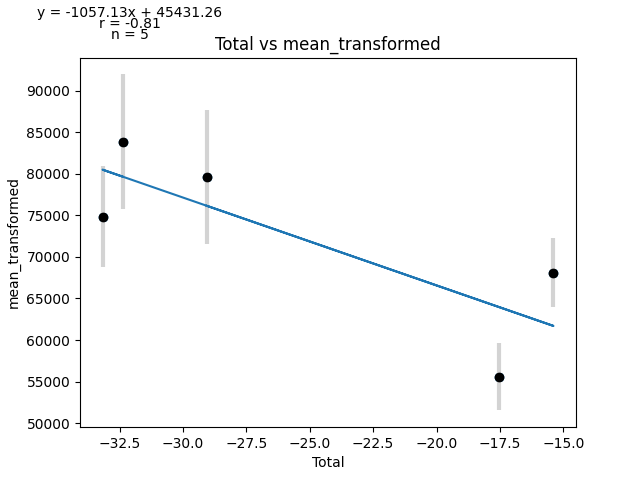 y = -1057.13x + 45431.26
r = -0.81
n = 5
Total vs mean_transformed
90000
85000
80000
75000
70000
65000
60000
55000
50000
mean_transformed
−32.5 −30.0 −27.5 −25.0 −22.5 −20.0 −17.5 −15.0
Total